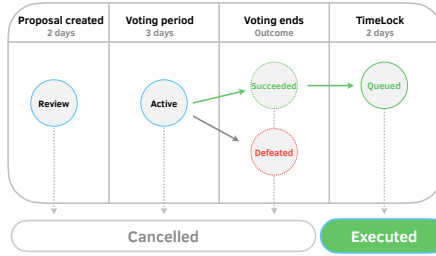 Proposal created
2 days
Voting period
3 days
Voting ends
Outcome
TimeLock
2 days
Review
Active
Succeeded
Queued
Defeated
Cancelled
Executed